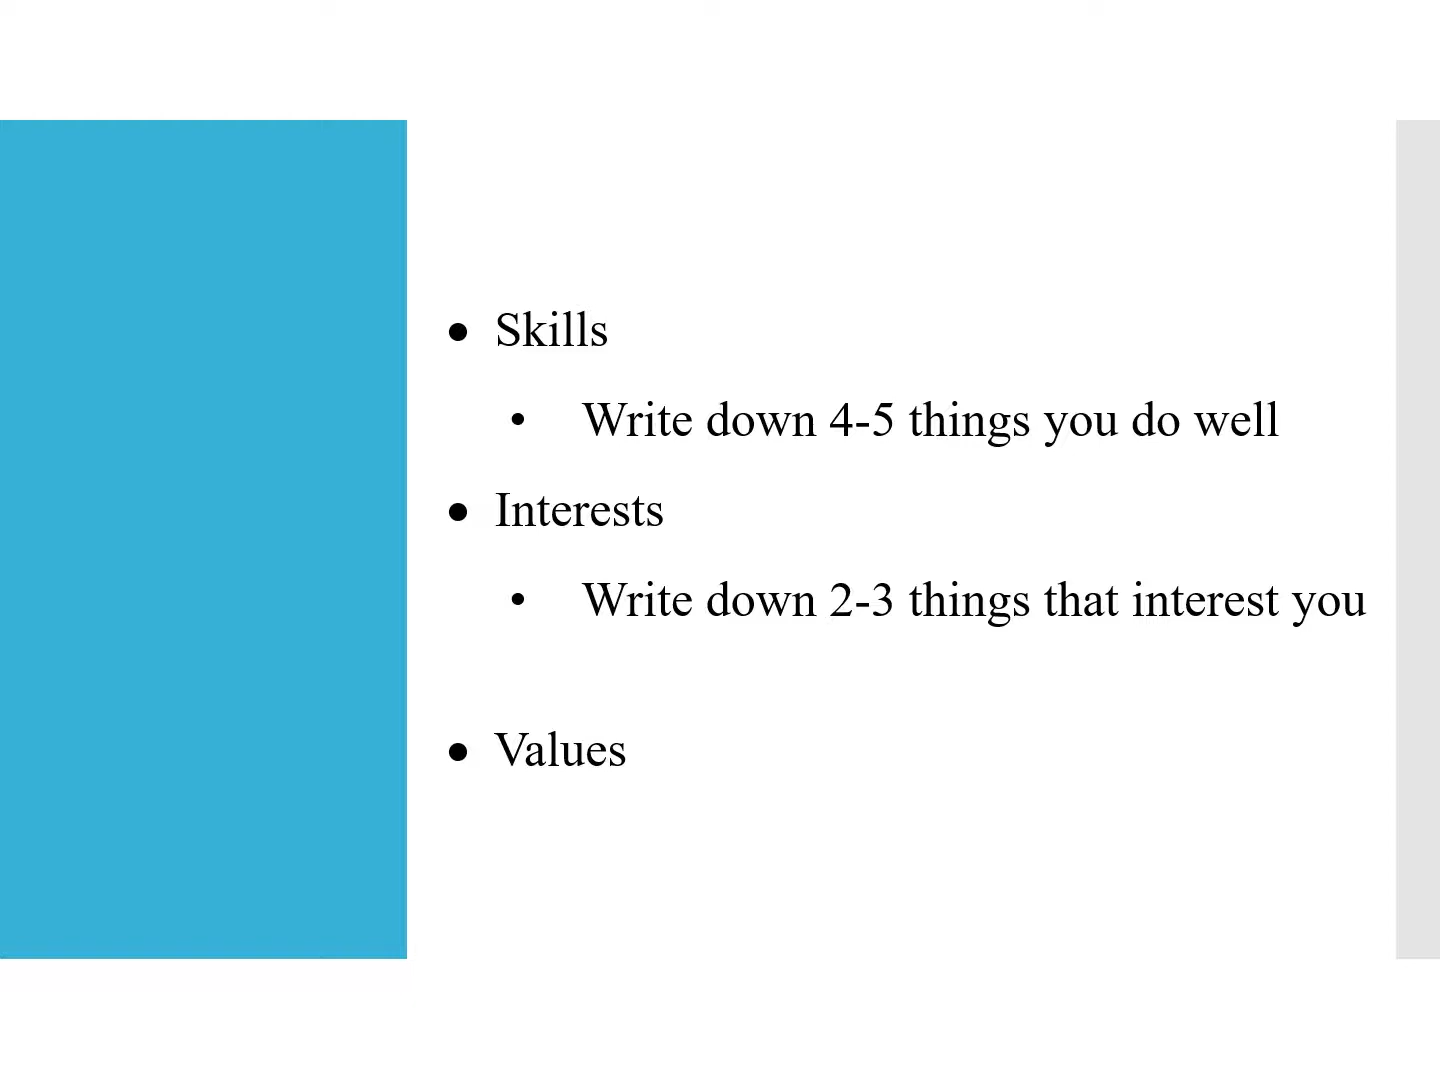 ● Skills
• Write down 4-5 things you do well
● Interests
• Write down 2-3 things that interest you
● Values